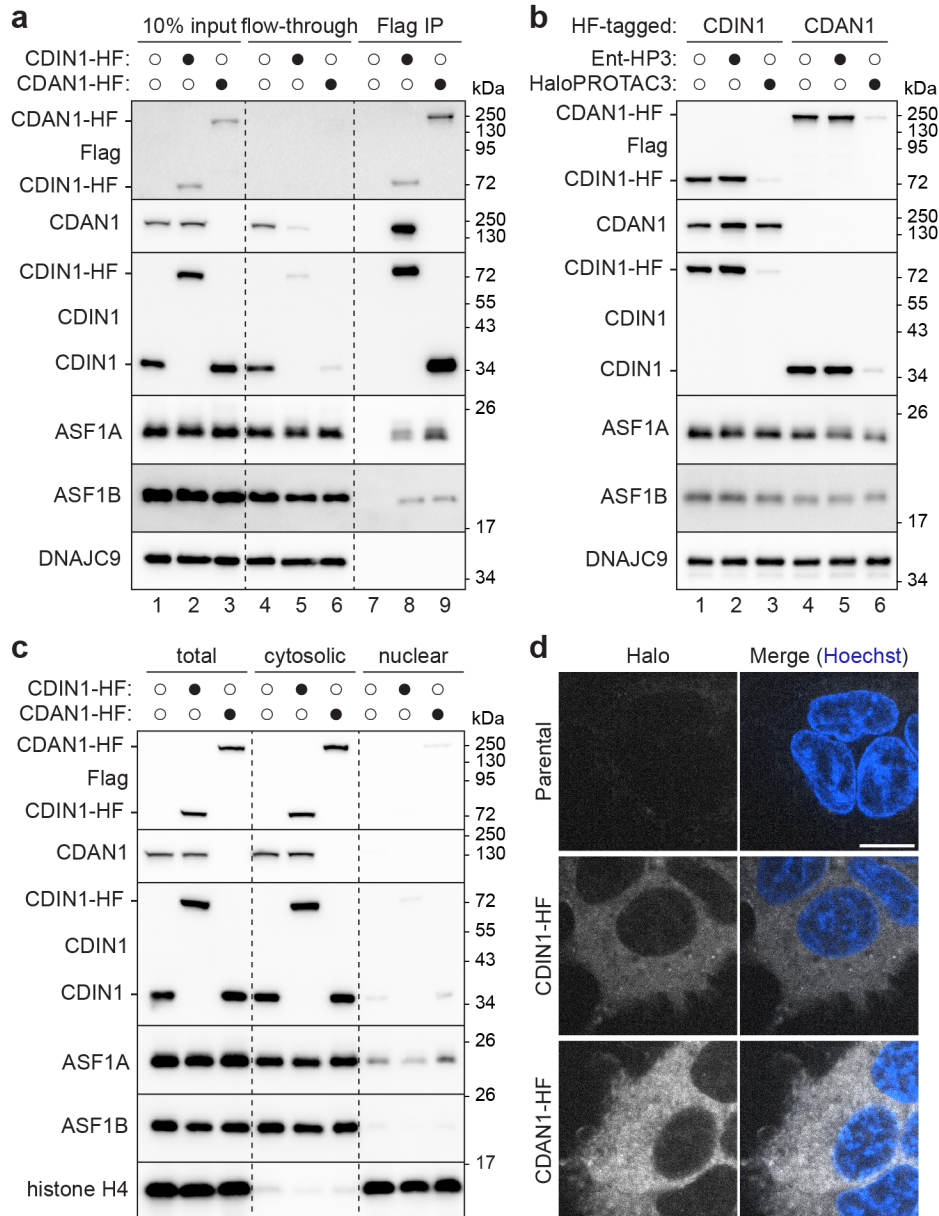 a
10% input flow-through Flag IP
CDIN1-HF:
CDAN1-HF:
kDa
CDAN1-HF
Flag
CDIN1-HF
250
130
95
72
CDAN1
250
130
CDIN1-HF
CDIN1
CDIN1
72
55
43
34
ASF1A
26
ASF1B
17
DNAJC9
34
1 2 3 4 5 6 7 8 9
b
HF-tagged: CDIN1 CDAN1
Ent-HP3:
HaloPROTAC3:
kDa
CDAN1-HF
Flag
CDIN1-HF
250
130
95
72
CDAN1
250
130
CDIN1-HF
CDIN1
CDIN1
72
55
43
34
ASF1A
26
ASF1B
17
DNAJC9
34
1 2 3 4 5 6
c
total cytosolic nuclear
CDIN1-HF:
CDAN1-HF:
kDa
CDAN1-HF
Flag
CDIN1-HF
250
130
95
72
CDAN1
250
130
CDIN1-HF
CDIN1
CDIN1
72
55
43
34
ASF1A
26
ASF1B
26
17
histone H4
d
Halo Merge (Hoechst)
Parental
CDIN1-HF
CDAN1-HF